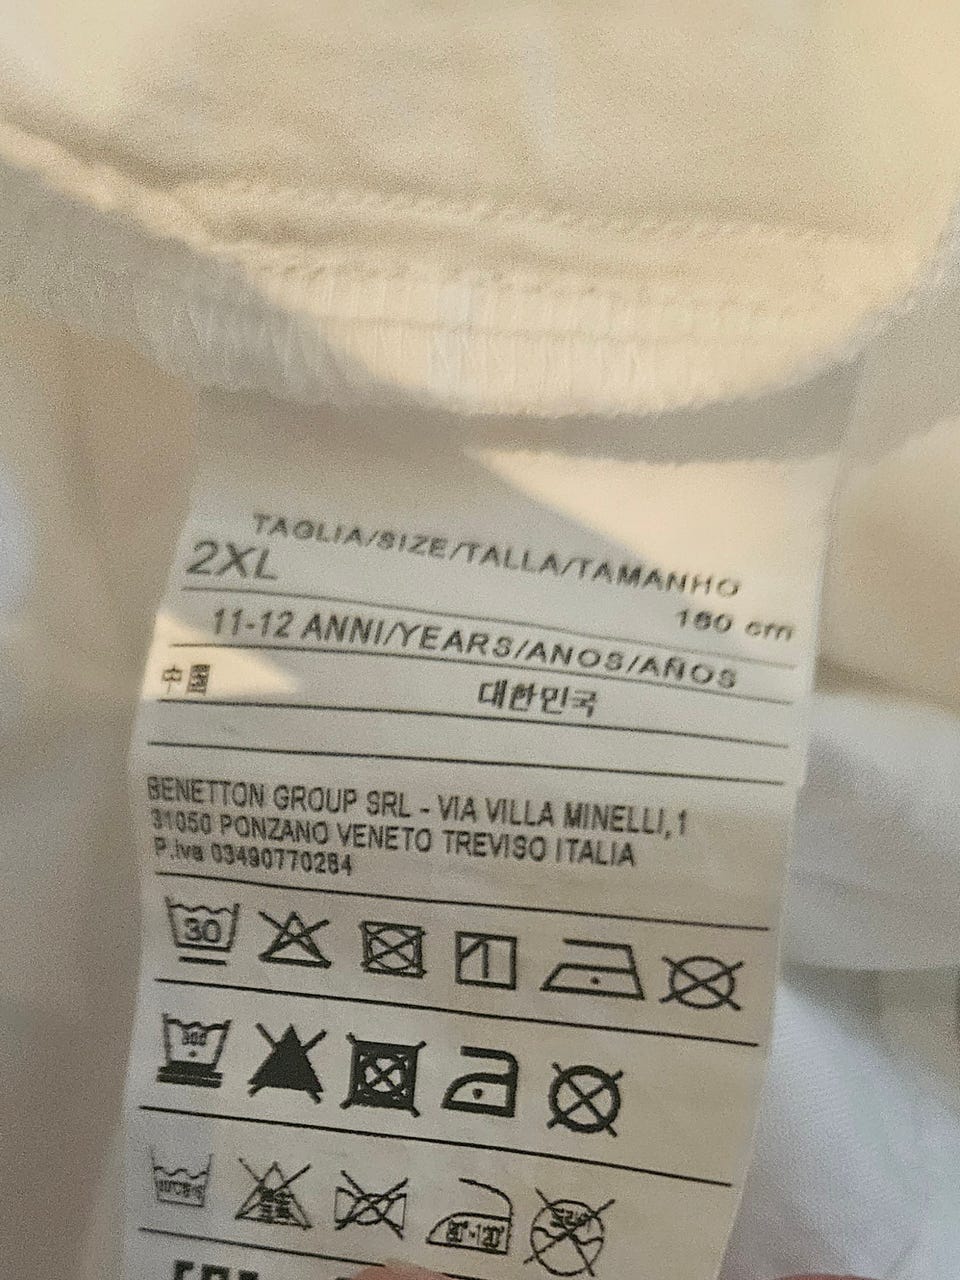 TAGLIA/SIZE/TALLA/TAMANHO
2XL 160 cm
11-12 ANNI/YEARS/ANOS/AÑOS
中国 대한민국
BENETTON GROUP SRL - VIA VILLA MINELLI,1
31050 PONZANO VENETO TREVISO ITALIA
P.iva 03490770264
30